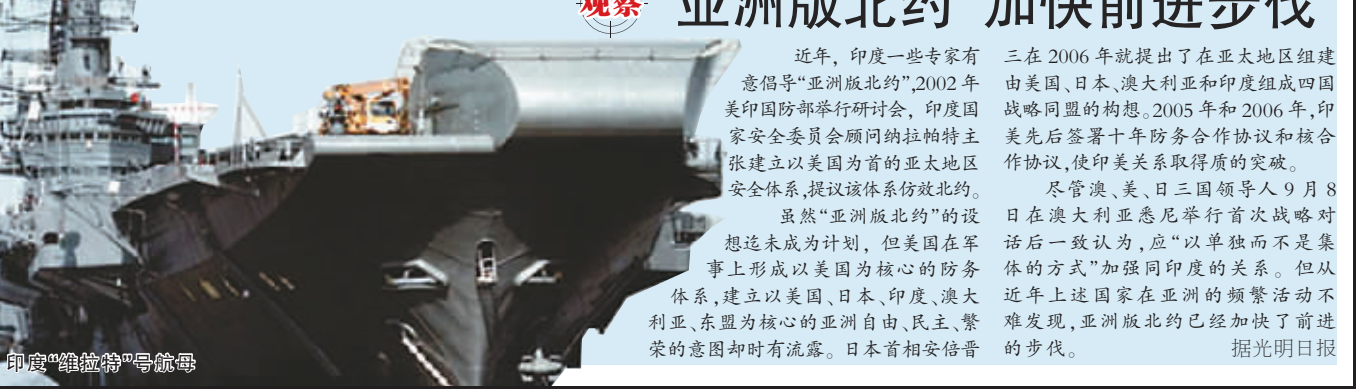 观察
“亚洲版北约”加快前进步伐
近年，印度一些专家有
意倡导“亚洲版北约”,2002年
美印国防部举行研讨会，印度国
家安全委员会顾问纳拉帕特主
张建立以美国为首的亚太地区
安全体系,提议该体系仿效北约。
虽然“亚洲版北约”的设
想迄未成为计划，但美国在军
事上形成以美国为核心的防务
体系,建立以美国、日本、印度、澳大
利亚、东盟为核心的亚洲自由、民主、繁
荣的意图却时有流露。日本首相安倍晋
三在2006年就提出了在亚太地区组建
由美国、日本、澳大利亚和印度组成四国
战略同盟的构想。2005年和2006年,印
美先后签署十年防务合作协议和核合
作协议,使印美关系取得质的突破。
尽管澳、美、日三国领导人9月8
日在澳大利亚悉尼举行首次战略对
话后一致认为,应“以单独而不是集
体的方式”加强同印度的关系。但从
近年上述国家在亚洲的频繁活动不
难发现,亚洲版北约已经加快了前进
的步伐。 据光明日报
印度“维拉特”号航母